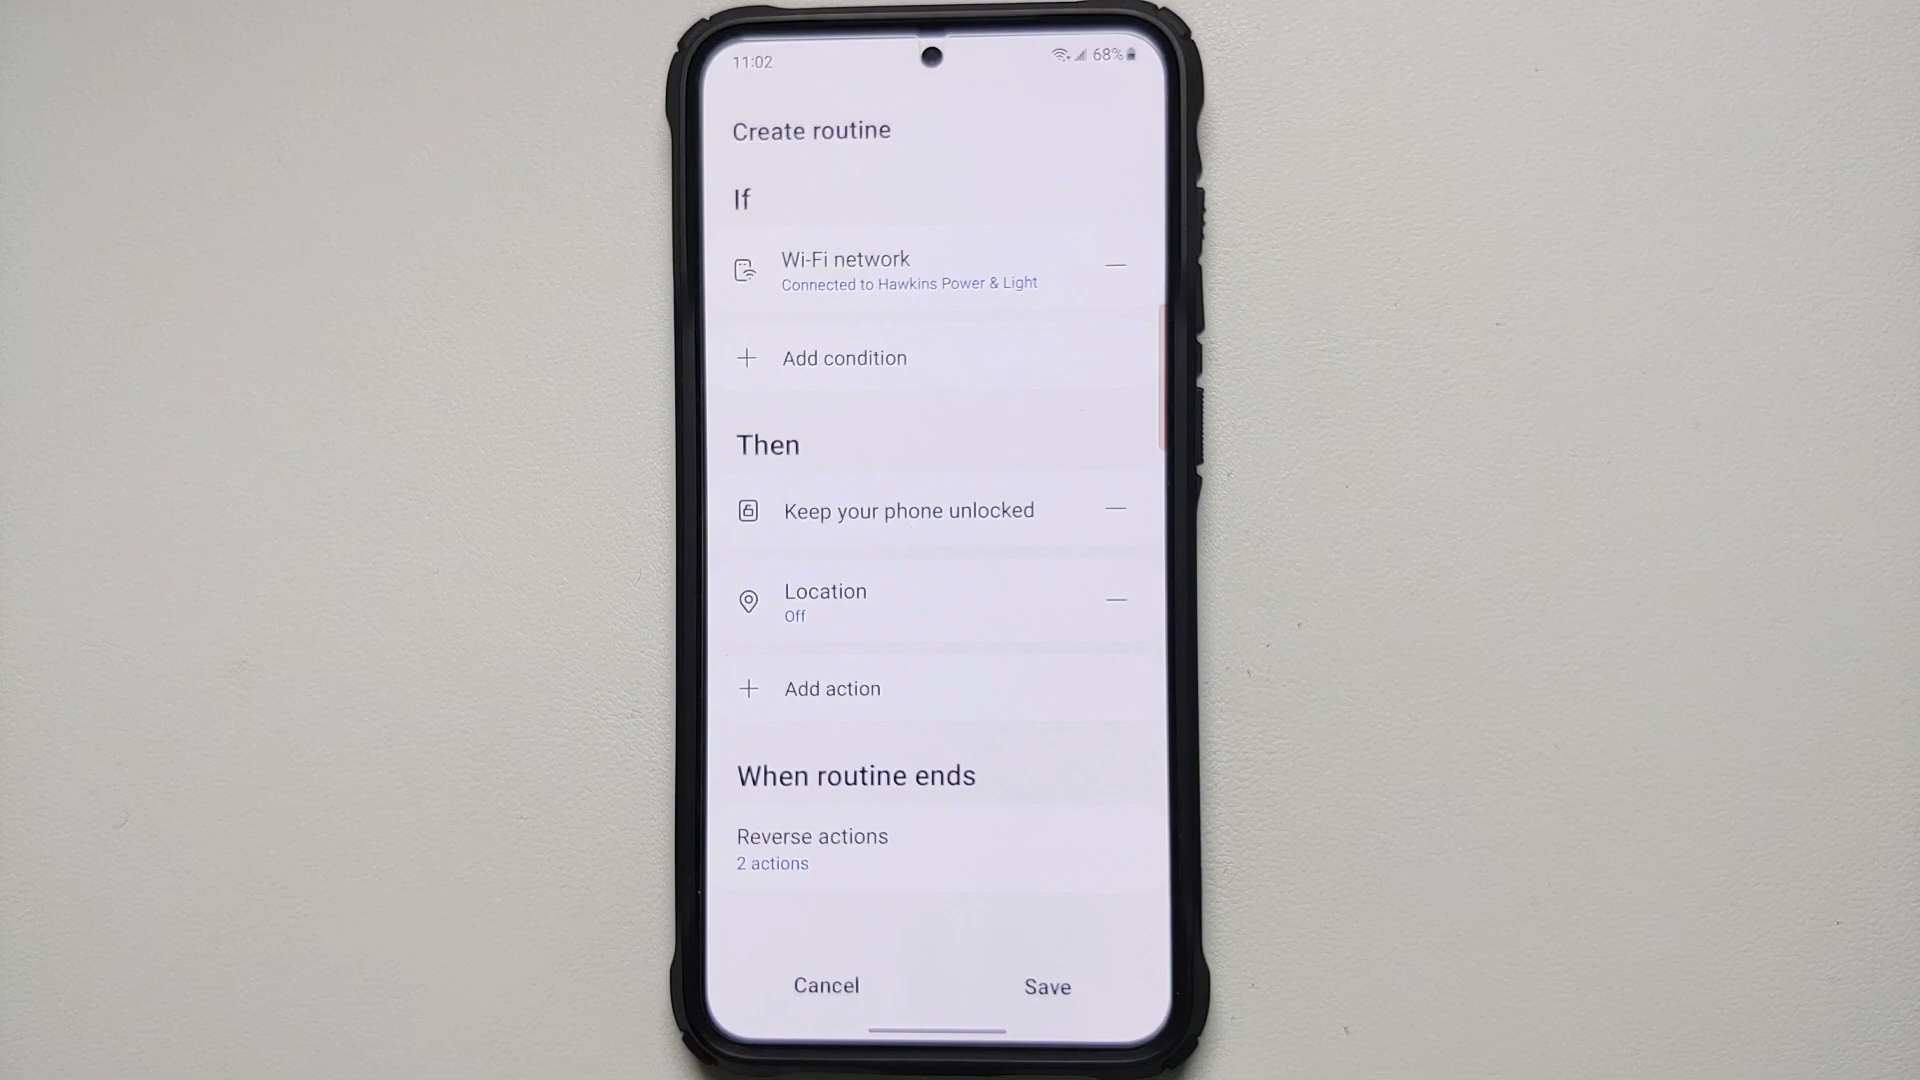 11:02
68%
Create routine
If
Wi-Fi network
Connected to Hawkins Power & Light
Add condition
Then
Keep your phone unlocked
Location
Off
Add action
When routine ends
Reverse actions
2 actions
Cancel
Save